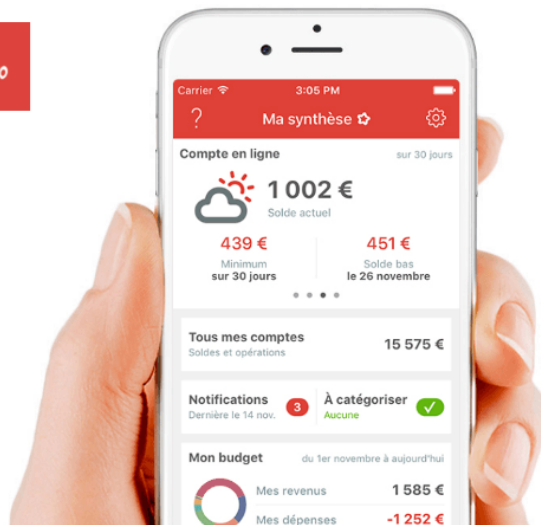 Carrier 3:05 PM
? Ma synthèse
Compte en ligne sur 30 jours
1 002 €
Solde actuel
439 € 451 €
Minimum Solde bas
sur 30 jours le 26 novembre
Tous mes comptes
Soldes et opérations
15 575 €
Notifications
Dernière le 14 nov.
3
À catégoriser
Aucune
Mon budget du 1er novembre à aujourd'hui
Mes revenus 1 585 €
Mes dépenses -1 252 €